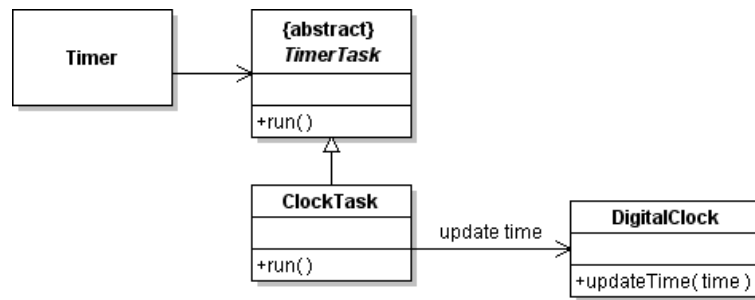 Timer
{abstract}
TimerTask
+run()
ClockTask
+run()
update time
DigitalClock
+updateTime(time)